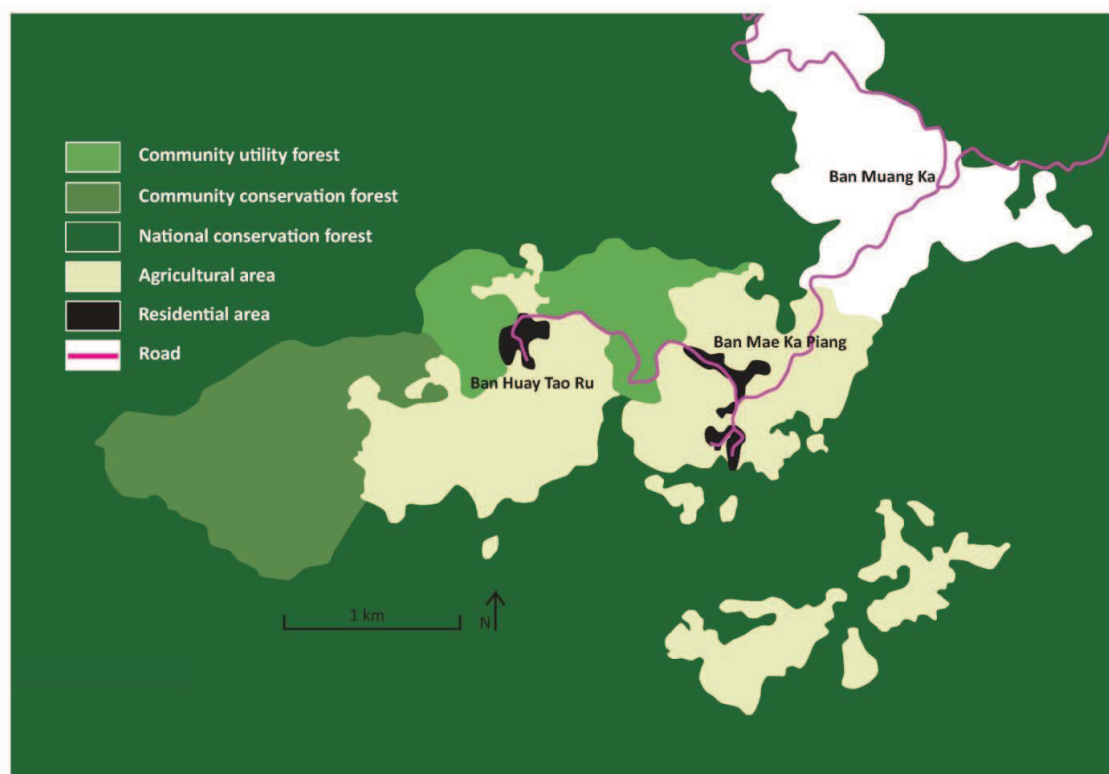 Community utility forest
Community conservation forest
National conservation forest
Agricultural area
Residential area
Road
Ban Muang Ka
Ban Mae Ka Piang
Ban Huay Tao Ru
1 km
N